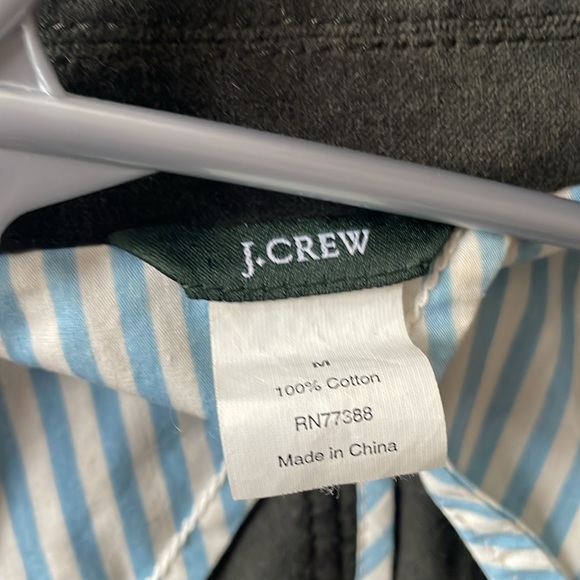 J.CREW
M
100% Cotton
RN77388
Made in China